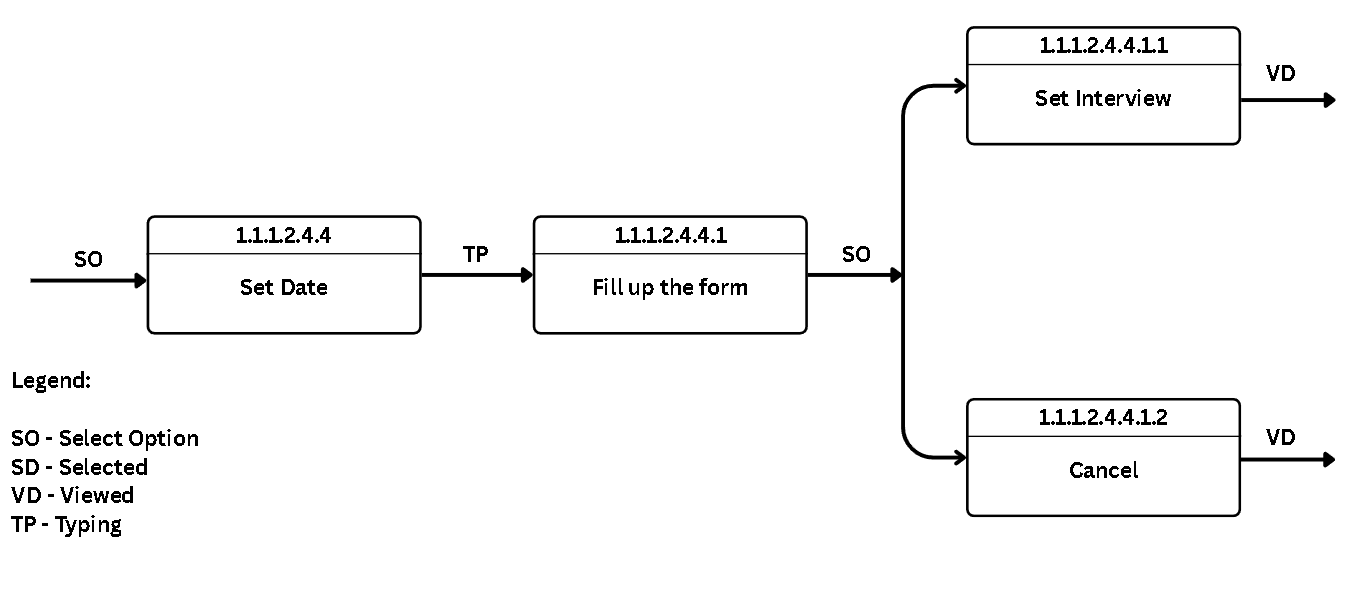 1.1.1.2.4.4.1.1
Set Interview
VD
SO
1.1.1.2.4.4
Set Date
TP
1.1.1.2.4.4.1
Fill up the form
SO
1.1.1.2.4.4.1.2
Cancel
VD
Legend:
SO - Select Option
SD - Selected
VD - Viewed
TP - Typing